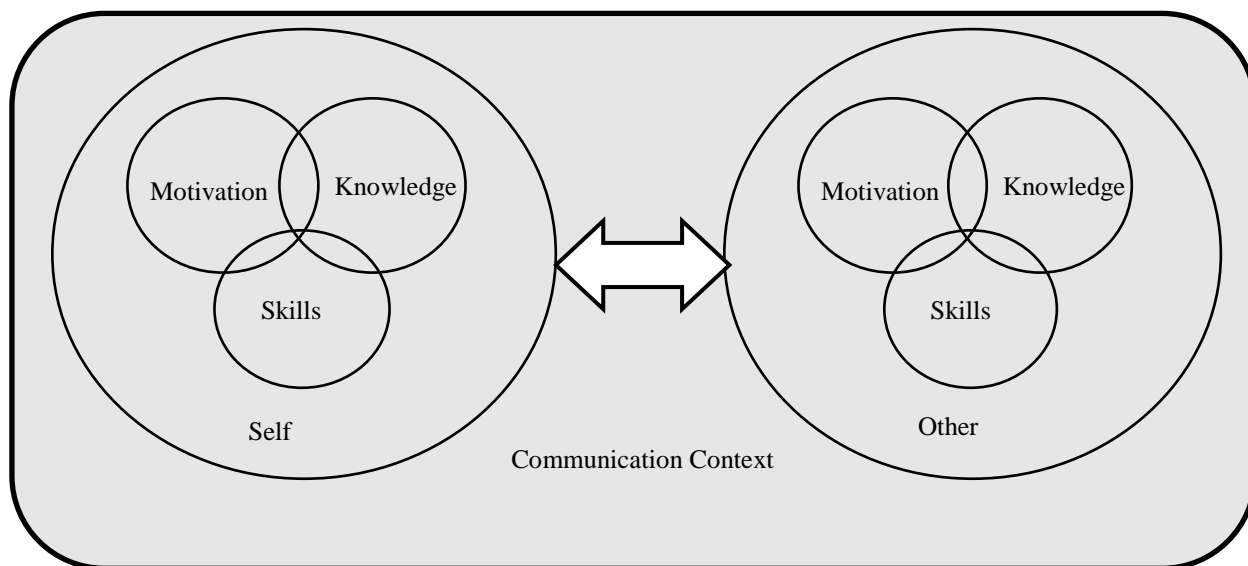 Motivation
Knowledge
Skills
Self
Motivation
Knowledge
Skills
Other
Communication Context